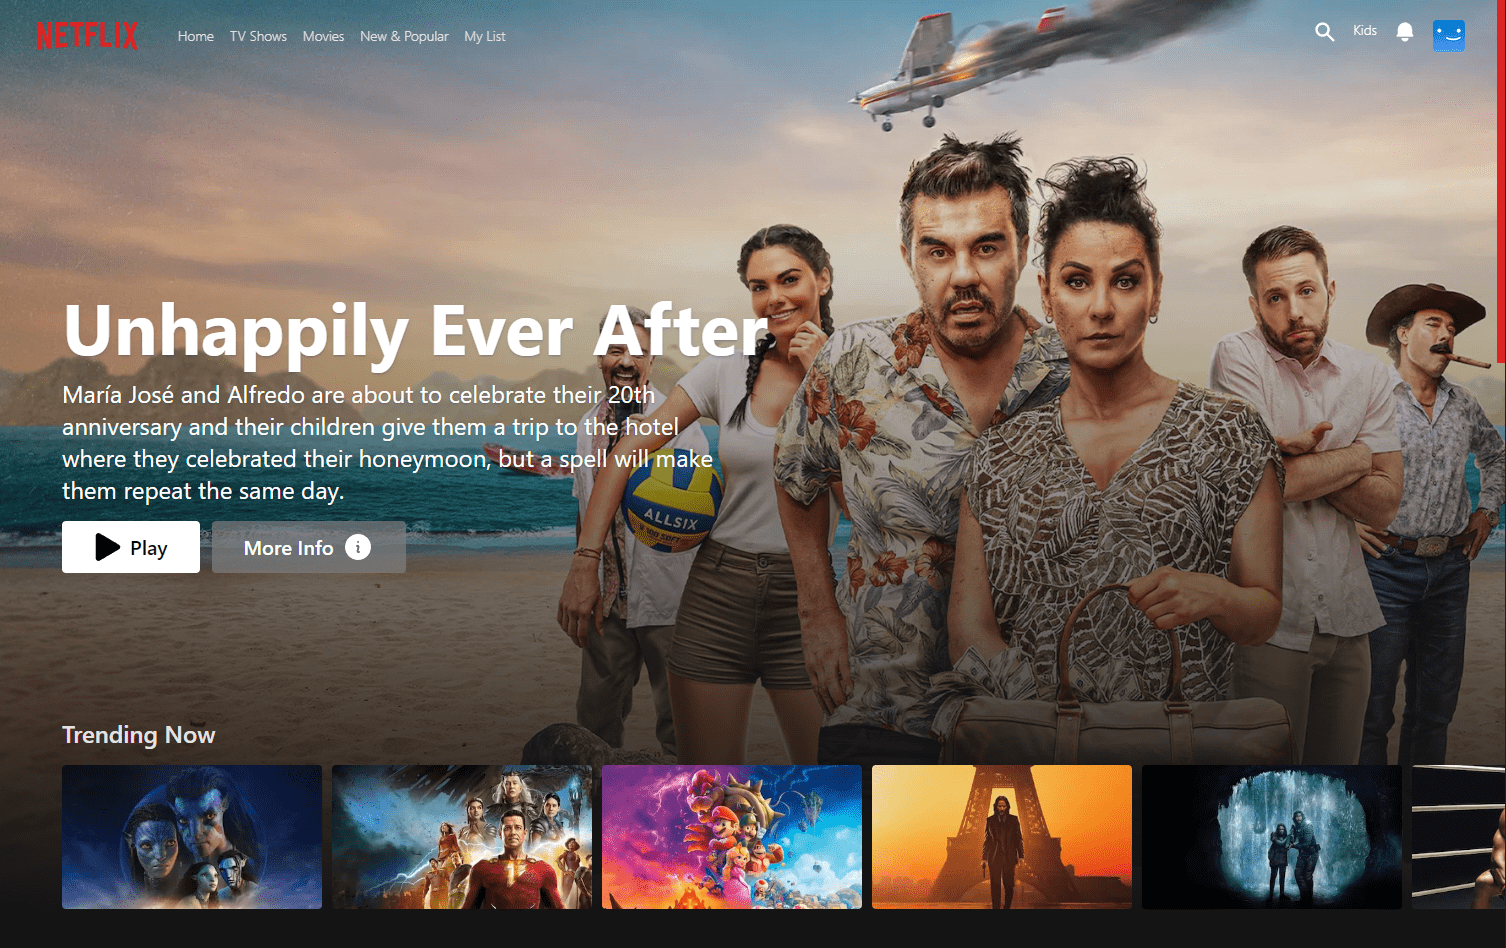 NETFLIX
Home TV Shows Movies New & Popular My List
Kids
Unhappily Ever After
María José and Alfredo are about to celebrate their 20th
anniversary and their children give them a trip to the hotel
where they celebrated their honeymoon, but a spell will make
them repeat the same day.
ALLSIX
Play
More Info i
Trending Now